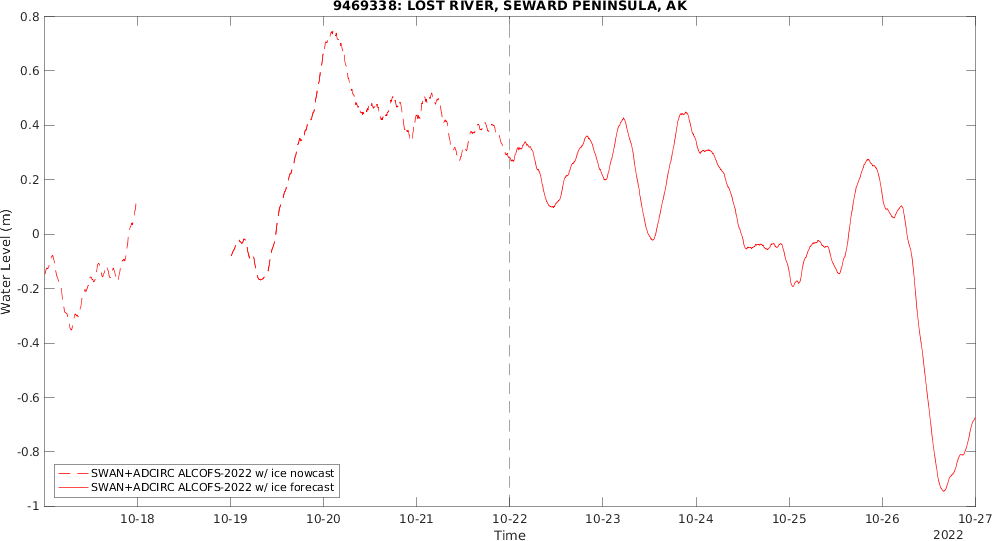 9469338: LOST RIVER, SEWARD PENINSULA, AK
0.8
0.6
0.4
0.2
0
-0.2
-0.4
-0.6
-0.8
-1
Water Level (m)
SWAN+ADCIRC ALCOFS-2022 w/ ice nowcast
SWAN+ADCIRC ALCOFS-2022 w/ ice forecast
10-18 10-19 10-20 10-21 10-22 10-23 10-24 10-25 10-26 10-27
Time
2022